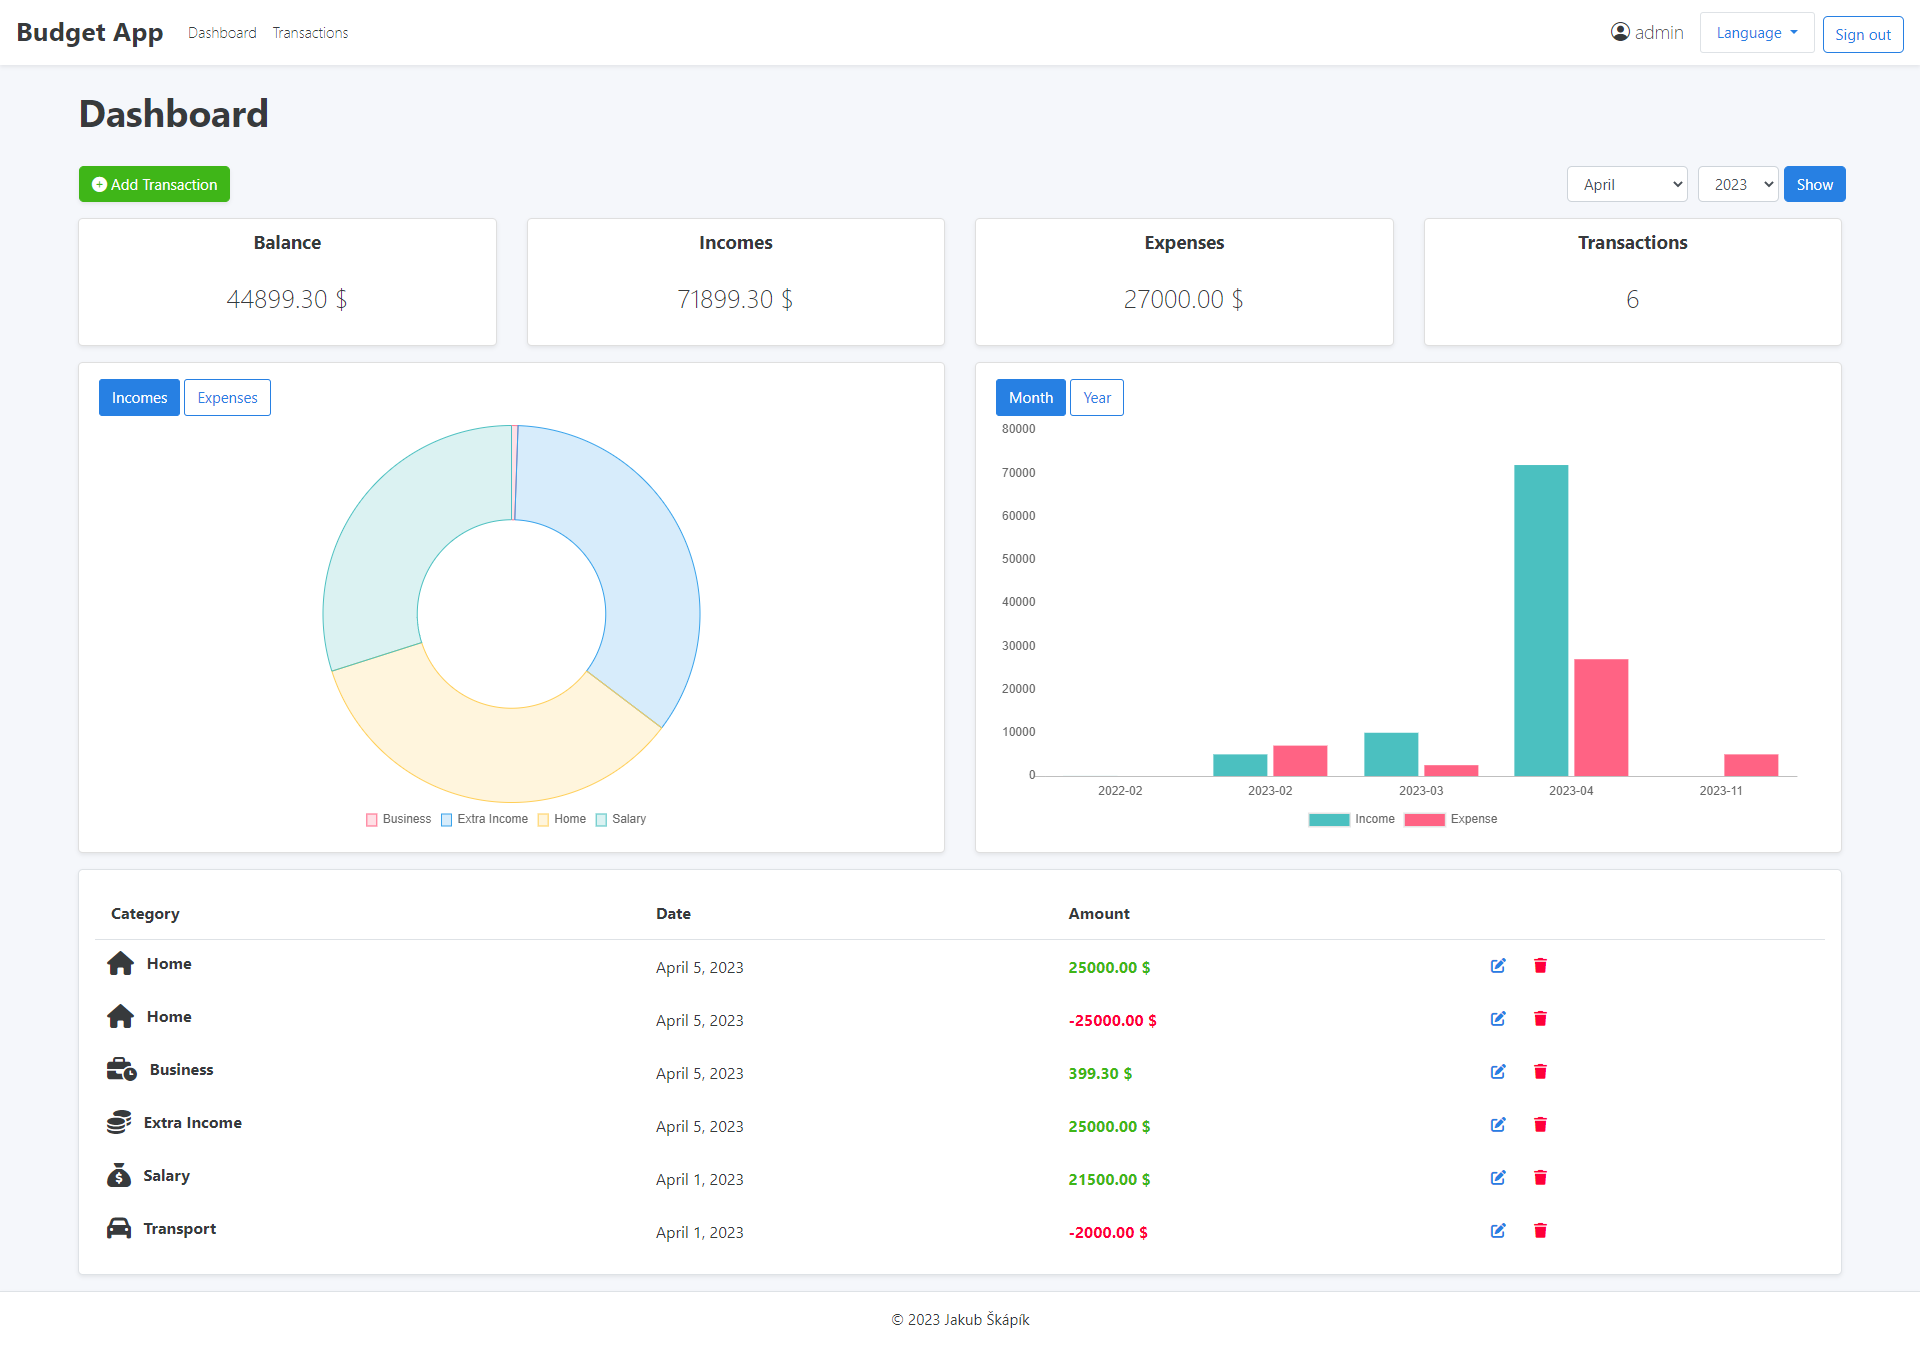 Budget App Dashboard Transactions admin Language Sign out
Dashboard
Add Transaction April 2023 Show
Balance Incomes Expenses Transactions
44899.30 $ 71899.30 $ 27000.00 $ 6
Incomes Expenses
Business Extra Income Home Salary
Month Year
80000
70000
60000
50000
40000
30000
20000
10000
0
2022-02 2023-02 2023-03 2023-04 2023-11
Income Expense
Category Date Amount
Home April 5, 2023 25000.00 $
Home April 5, 2023 -25000.00 $
Business April 5, 2023 399.30 $
Extra Income April 5, 2023 25000.00 $
Salary April 1, 2023 21500.00 $
Transport April 1, 2023 -2000.00 $
© 2023 Jakub Škápík